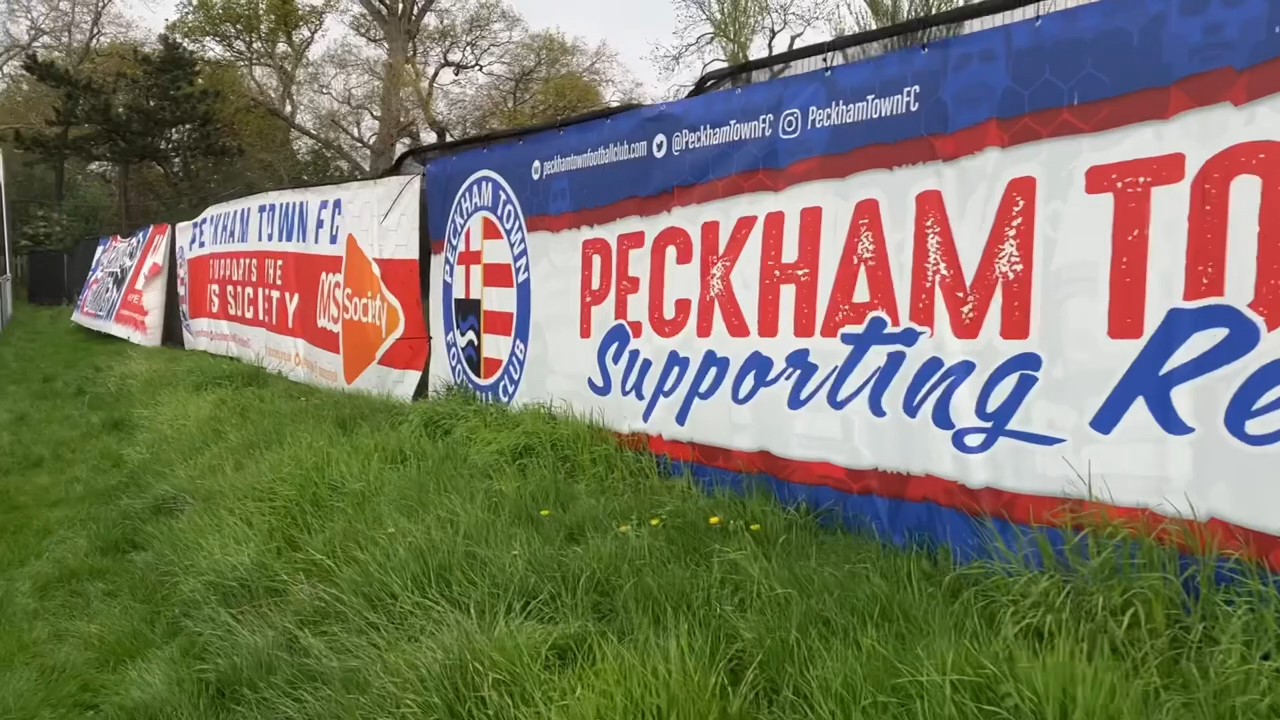 PECKHAM TOWN FC
SUPPORTS THE
MS SOCIETY
MS Society
peckhamtownfootballclub.com @PeckhamTownFC PeckhamTownFC
PECKHAM TOWN
FOOTBALL CLUB
PECKHAM TO
Supporting Re